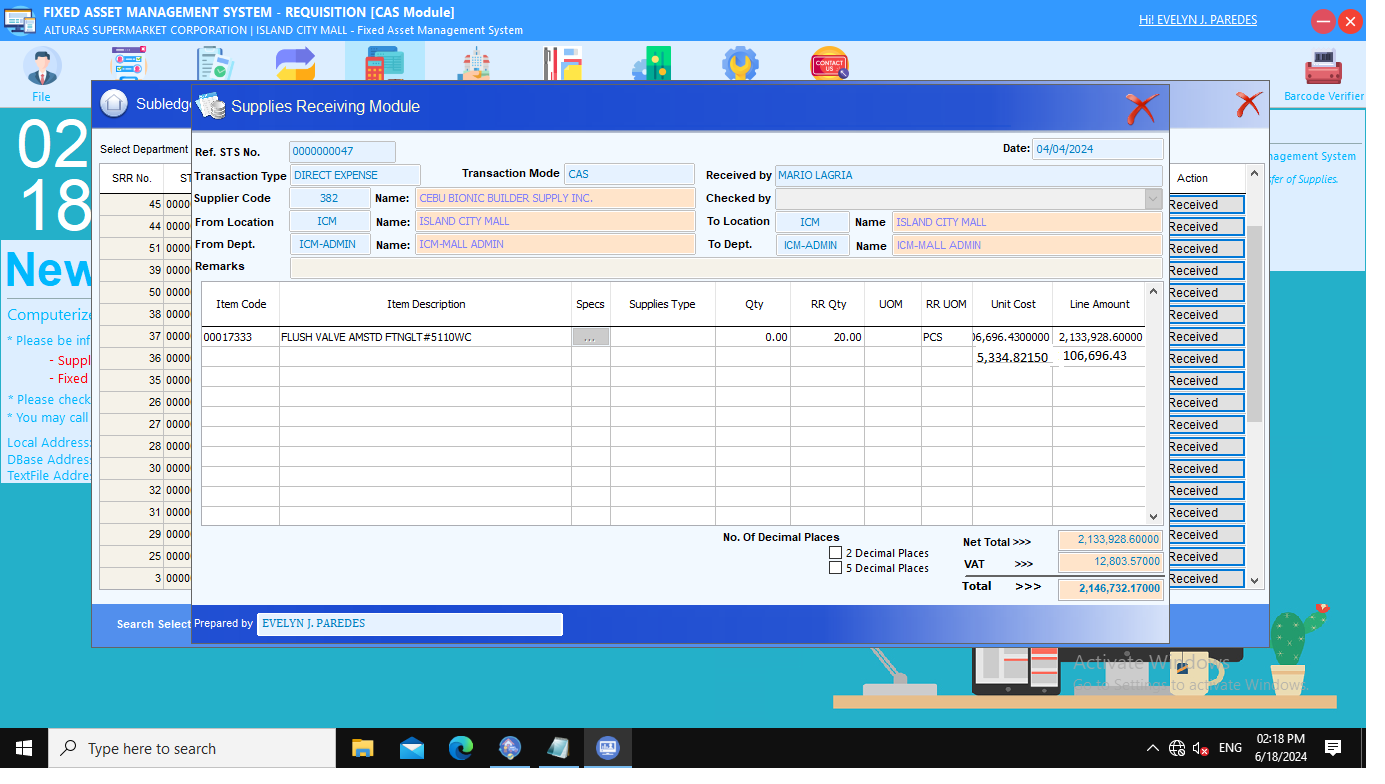 FIXED ASSET MANAGEMENT SYSTEM - REQUISITION [CAS Module]
ALTURAS SUPERMARKET CORPORATION | ISLAND CITY MALL - Fixed Asset Management System
Hi! EVELYN J. PAREDES
CONTACT US
File
Barcode Verifier
Subledge
Supplies Receiving Module
02
18
Select Department
SRR No.
ST
Action
nagement System
sfer of Supplies.
Ref. STS No. 0000000047
Date: 04/04/2024
Transaction Type DIRECT EXPENSE Transaction Mode CAS Received by MARIO LAGRIA
Supplier Code 382 Name: CEBU BIONIC BUILDER SUPPLY INC. Checked by
From Location ICM Name: ISLAND CITY MALL To Location ICM Name ISLAND CITY MALL
From Dept. ICM-ADMIN Name: ICM-MALL ADMIN To Dept. ICM-ADMIN Name ICM-MALL ADMIN
Remarks
Item Code Item Description Specs Supplies Type Qty RR Qty UOM RR UOM Unit Cost Line Amount
00017333 FLUSH VALVE AMSTD FTNGLT#5110WC ... 0.00 20.00 PCS 06,696.4300000 2,133,928.60000
5,334.82150 106,696.43
45 0000 Received
44 0000 Received
51 0000 Received
39 0000 Received
50 0000 Received
38 0000 Received
37 0000 Received
36 0000 Received
35 0000 Received
26 0000 Received
27 0000 Received
28 0000 Received
30 0000 Received
32 0000 Received
31 0000 Received
29 0000 Received
25 0000 Received
3 0000 Received
New
Computerize
* Please be inf
- Suppl
- Fixed
* Please check
* You may call
Local Address:
DBase Address
TextFile Addres
No. Of Decimal Places
2 Decimal Places
5 Decimal Places
Net Total >>> 2,133,928.60000
VAT >>> 12,803.57000
Total >>> 2,146,732.17000
Search Select
Prepared by EVELYN J. PAREDES
Activate Windows
Go to Settings to activate Windows.
Type here to search
ENG
02:18 PM
6/18/2024